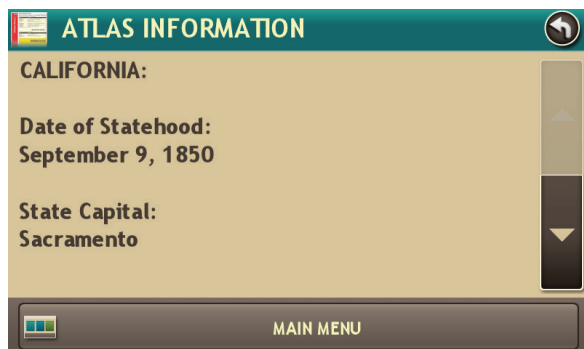 ATLAS INFORMATION
CALIFORNIA:
Date of Statehood:
September 9, 1850
State Capital:
Sacramento
MAIN MENU